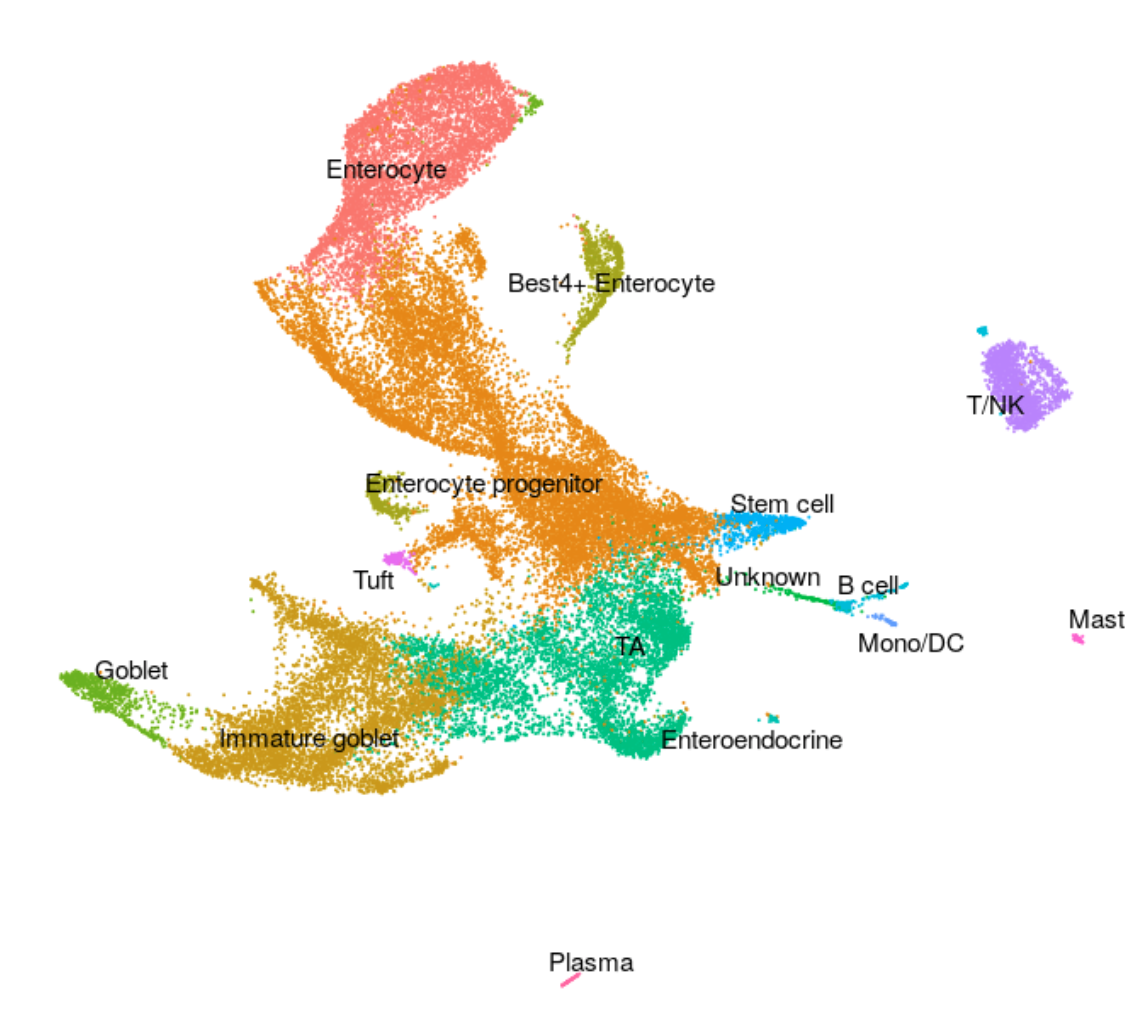 Enterocyte
Best4+ Enterocyte
T/NK
Enterocyte progenitor
Stem cell
Tuft
Unknown
B cell
Mast
Mono/DC
TA
Goblet
Immature goblet
Enteroendocrine
Plasma